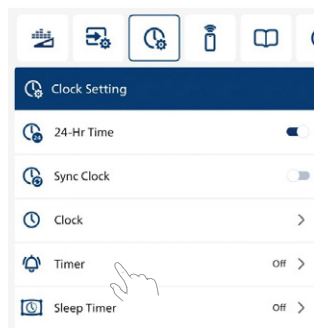 Clock Setting
24-Hr Time
Sync Clock
Clock
Timer Off
Sleep Timer Off